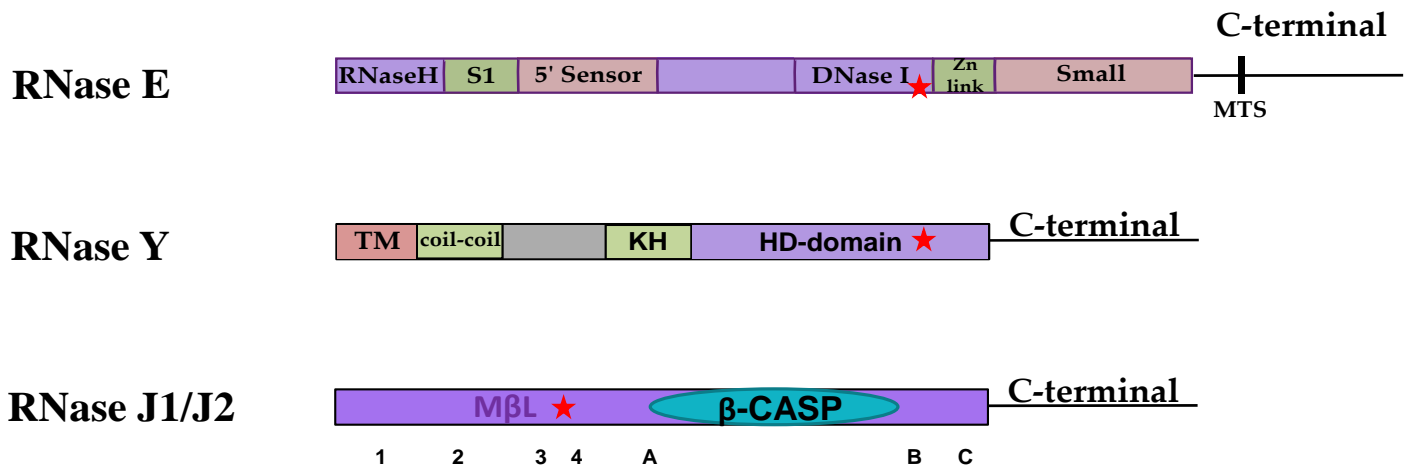 C-terminal
RNase E
RNaseH S1 5' Sensor DNase I Zn link Small
MTS
RNase Y
TM coil-coil KH HD-domain C-terminal
RNase J1/J2
MβL β-CASP C-terminal
1 2 3 4 A B C